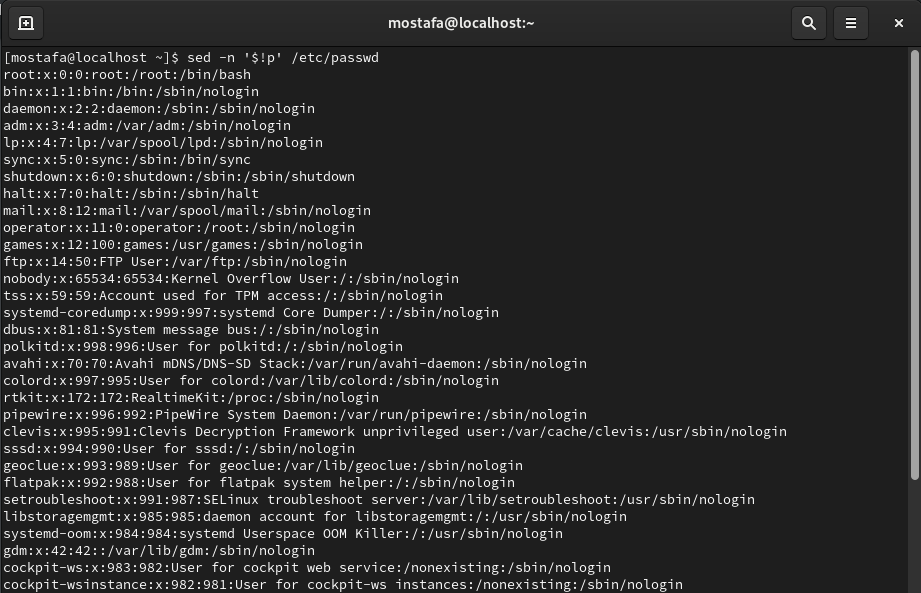 mostafa@localhost:~
[mostafa@localhost ~]$ sed -n '$!p' /etc/passwd
root:x:0:0:root:/root:/bin/bash
bin:x:1:1:bin:/bin:/sbin/nologin
daemon:x:2:2:daemon:/sbin:/sbin/nologin
adm:x:3:4:adm:/var/adm:/sbin/nologin
lp:x:4:7:lp:/var/spool/lpd:/sbin/nologin
sync:x:5:0:sync:/sbin:/bin/sync
shutdown:x:6:0:shutdown:/sbin:/sbin/shutdown
halt:x:7:0:halt:/sbin:/sbin/halt
mail:x:8:12:mail:/var/spool/mail:/sbin/nologin
operator:x:11:0:operator:/root:/sbin/nologin
games:x:12:100:games:/usr/games:/sbin/nologin
ftp:x:14:50:FTP User:/var/ftp:/sbin/nologin
nobody:x:65534:65534:Kernel Overflow User:/:/sbin/nologin
tss:x:59:59:Account used for TPM access:/:/sbin/nologin
systemd-coredump:x:999:997:systemd Core Dumper:/:/sbin/nologin
dbus:x:81:81:System message bus:/:/sbin/nologin
polkitd:x:998:996:User for polkitd:/:/sbin/nologin
avahi:x:70:70:Avahi mDNS/DNS-SD Stack:/var/run/avahi-daemon:/sbin/nologin
colord:x:997:995:User for colord:/var/lib/colord:/sbin/nologin
rtkit:x:172:172:RealtimeKit:/proc:/sbin/nologin
pipewire:x:996:992:PipeWire System Daemon:/var/run/pipewire:/sbin/nologin
clevis:x:995:991:Clevis Decryption Framework unprivileged user:/var/cache/clevis:/usr/sbin/nologin
sssd:x:994:990:User for sssd:/:/sbin/nologin
geoclue:x:993:989:User for geoclue:/var/lib/geoclue:/sbin/nologin
flatpak:x:992:988:User for flatpak system helper:/:/sbin/nologin
setroubleshoot:x:991:987:SELinux troubleshoot server:/var/lib/setroubleshoot:/usr/sbin/nologin
libstoragemgmt:x:985:985:daemon account for libstoragemgmt:/:/usr/sbin/nologin
systemd-oom:x:984:984:systemd Userspace OOM Killer:/:/usr/sbin/nologin
gdm:x:42:42::/var/lib/gdm:/sbin/nologin
cockpit-ws:x:983:982:User for cockpit web service:/nonexisting:/sbin/nologin
cockpit-wsinstance:x:982:981:User for cockpit-ws instances:/nonexisting:/sbin/nologin